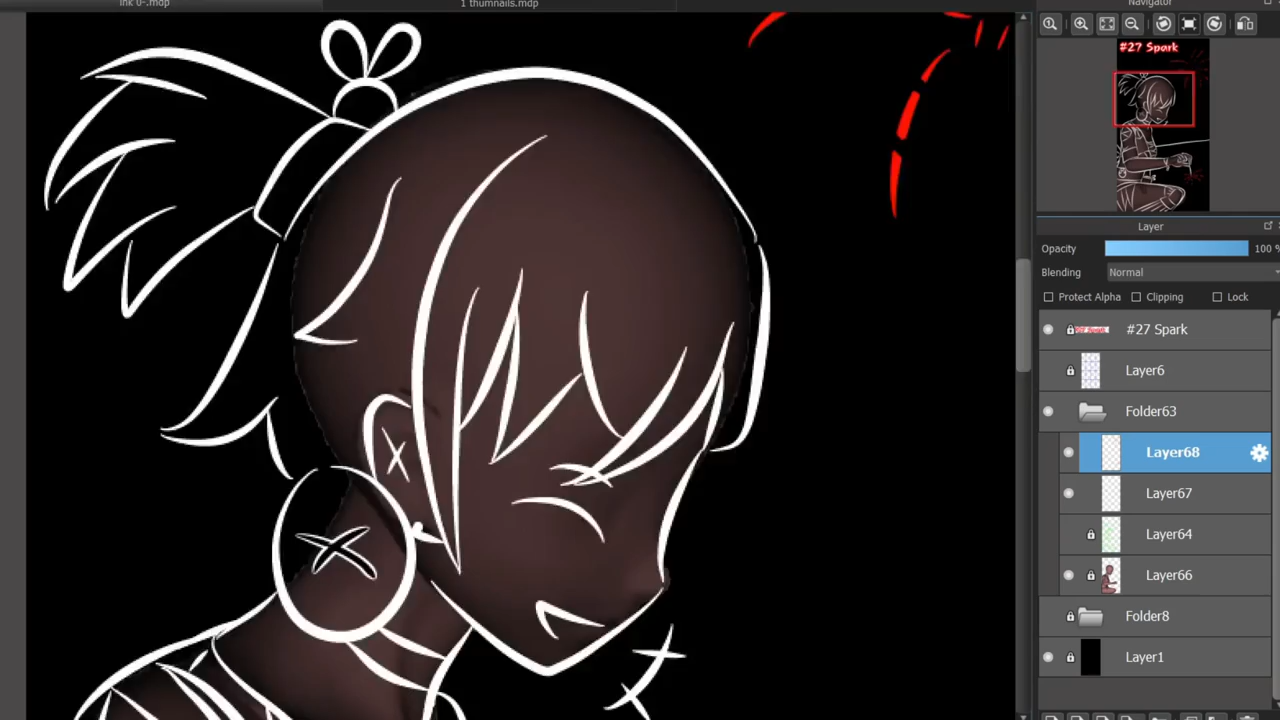 ink 0-.mdp
1 thumnails.mdp
Navigator
#27 Spark
Layer
Opacity
100 %
Blending
Normal
Protect Alpha
Clipping
Lock
#27 Spark
Layer6
Folder63
Layer68
Layer67
Layer64
Layer66
Folder8
Layer1